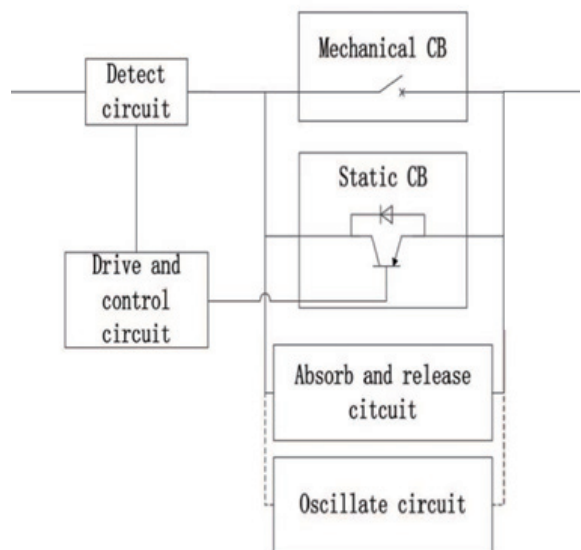 Mechanical CB
Detect
circuit
Static CB
Drive and
control
circuit
Absorb and release
citcuit
Oscillate circuit